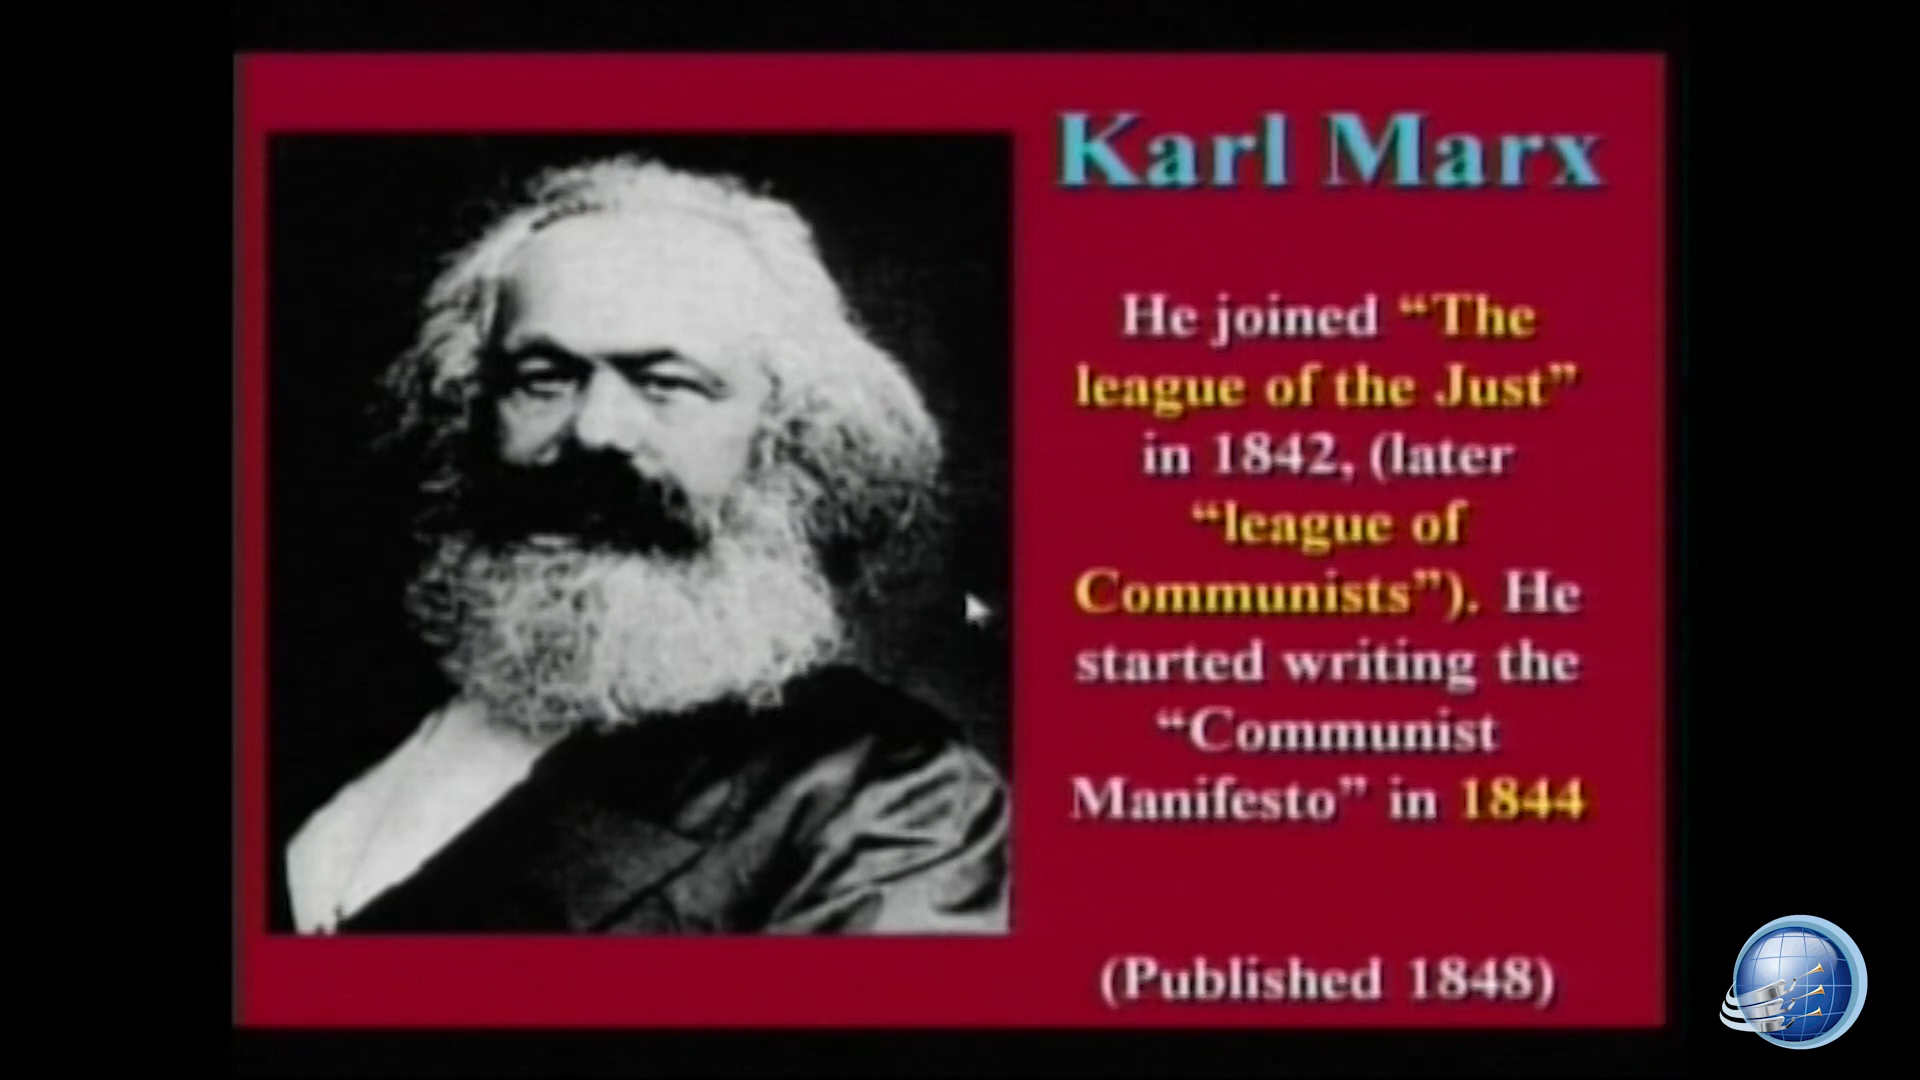 Karl Marx
He joined “The
league of the Just”
in 1842, (later
“league of
Communists”). He
started writing the
“Communist
Manifesto” in 1844
(Published 1848)